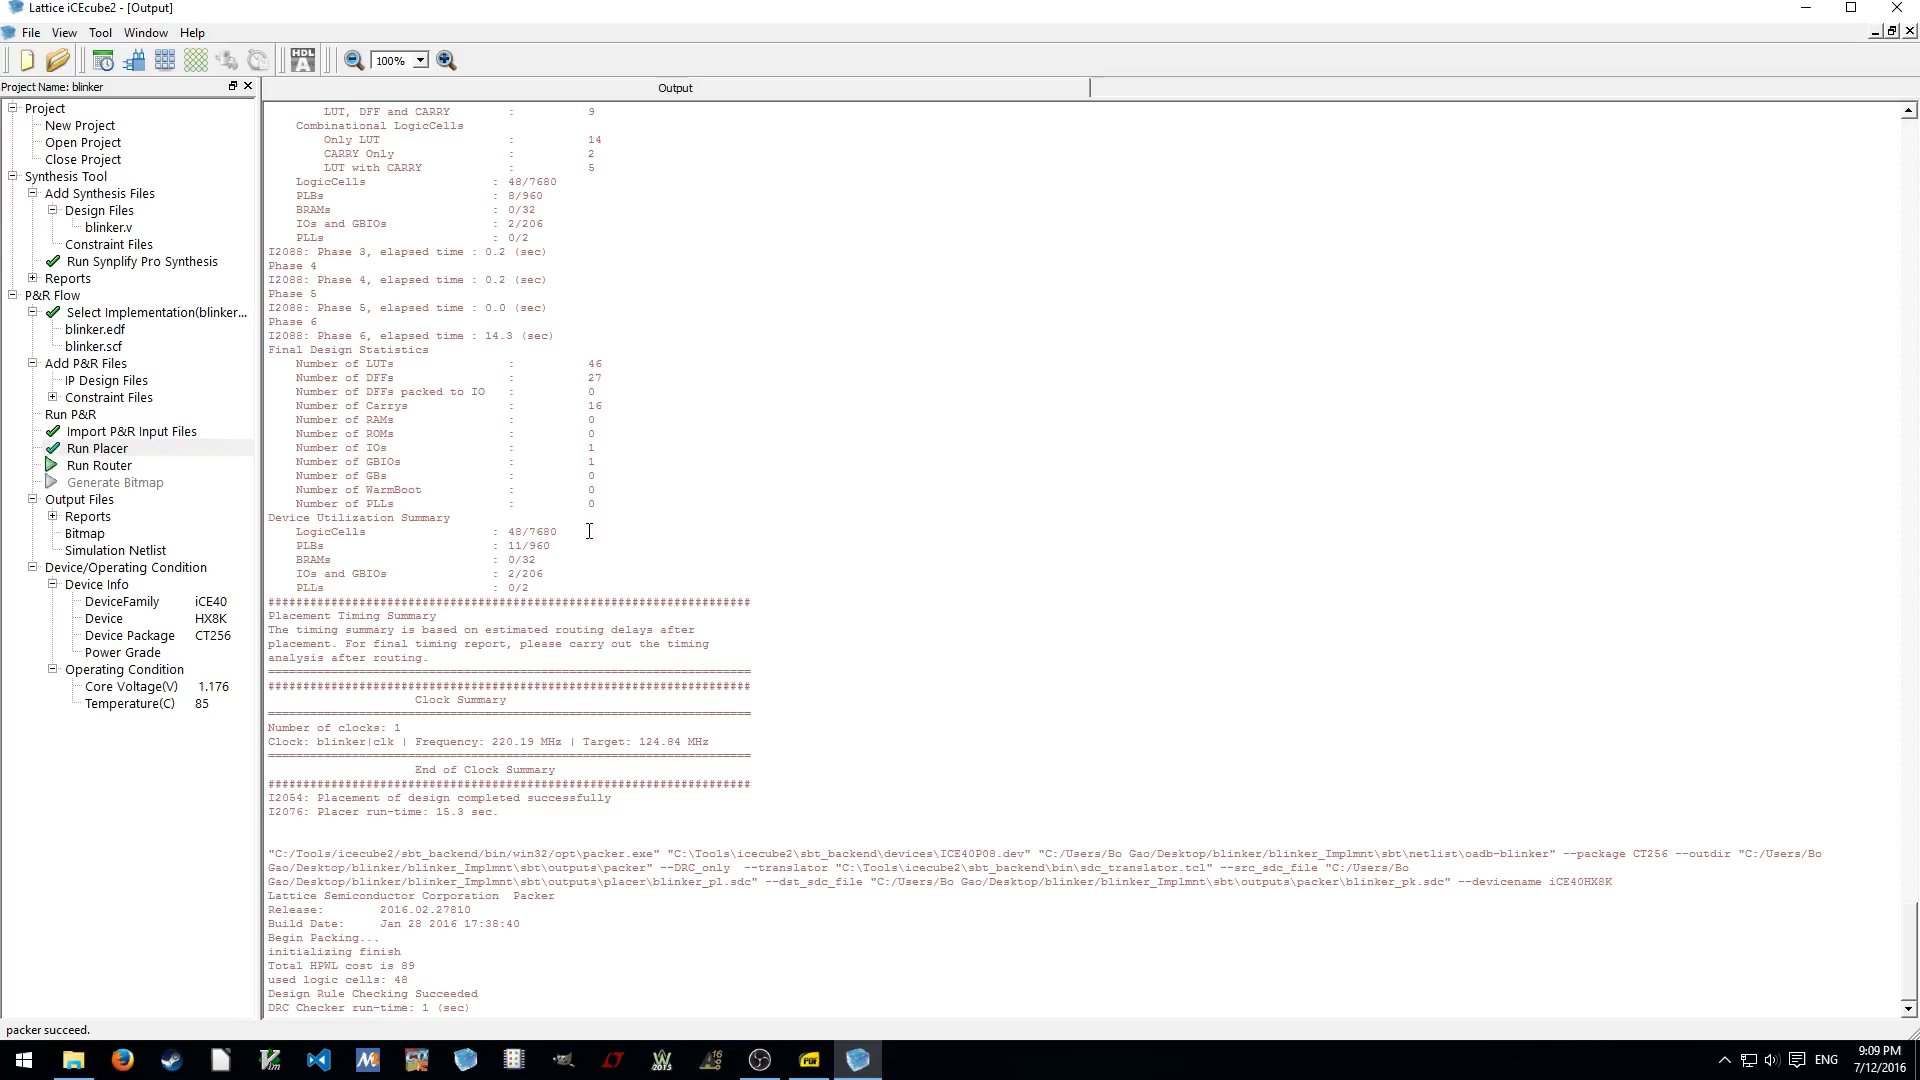 Lattice iCEcube2 - [Output]
File View Tool Window Help
HDL
A
100%
Project Name: blinker
Project
New Project
Open Project
Close Project
Synthesis Tool
Add Synthesis Files
Design Files
blinker.v
Constraint Files
Run Synplify Pro Synthesis
Reports
P&R Flow
Select Implementation(blinker...
blinker.edf
blinker.scf
Add P&R Files
IP Design Files
Constraint Files
Run P&R
Import P&R Input Files
Run Placer
Run Router
Generate Bitmap
Output Files
Reports
Bitmap
Simulation Netlist
Device/Operating Condition
Device Info
DeviceFamily iCE40
Device HX8K
Device Package CT256
Power Grade
Operating Condition
Core Voltage(V) 1.176
Temperature(C) 85
Output
LUT, DFF and CARRY : 9
Combinational LogicCells
Only LUT : 14
CARRY Only : 2
LUT with CARRY : 5
LogicCells : 48/7680
PLBs : 8/960
BRAMs : 0/32
IOs and GBIOs : 2/206
PLLs : 0/2
I2088: Phase 3, elapsed time : 0.2 (sec)
Phase 4
I2088: Phase 4, elapsed time : 0.2 (sec)
Phase 5
I2088: Phase 5, elapsed time : 0.0 (sec)
Phase 6
I2088: Phase 6, elapsed time : 14.3 (sec)
Final Design Statistics
Number of LUTs : 46
Number of DFFs : 27
Number of DFFs packed to IO : 0
Number of Carrys : 16
Number of RAMs : 0
Number of ROMs : 0
Number of IOs : 1
Number of GBIOs : 1
Number of GBs : 0
Number of WarmBoot : 0
Number of PLLs : 0
Device Utilization Summary
LogicCells : 48/7680
PLBs : 11/960
BRAMs : 0/32
IOs and GBIOs : 2/206
PLLs : 0/2
#####################################################################
Placement Timing Summary
The timing summary is based on estimated routing delays after
placement. For final timing report, please carry out the timing
analysis after routing.
=====================================================================
#####################################################################
Clock Summary
=====================================================================
Number of clocks: 1
Clock: blinker|clk | Frequency: 220.19 MHz | Target: 124.84 MHz
=====================================================================
End of Clock Summary
#####################################################################
I2054: Placement of design completed successfully
I2076: Placer run-time: 15.3 sec.
"C:/Tools/icecube2/sbt_backend/bin/win32/opt\packer.exe" "C:\Tools\icecube2\sbt_backend\devices\ICE40P08.dev" "C:/Users/Bo Gao/Desktop/blinker/blinker_Implmnt\sbt\netlist\oadb-blinker" --package CT256 --outdir "C:/Users/Bo
Gao/Desktop/blinker/blinker_Implmnt\sbt\outputs\packer" --DRC_only --translator "C:\Tools\icecube2\sbt_backend\bin\sdc_translator.tcl" --src_sdc_file "C:/Users/Bo
Gao/Desktop/blinker/blinker_Implmnt\sbt\outputs\placer\blinker_pl.sdc" --dst_sdc_file "C:/Users/Bo Gao/Desktop/blinker/blinker_Implmnt\sbt\outputs\packer\blinker_pk.sdc" --devicename iCE40HX8K
Lattice Semiconductor Corporation Packer
Release: 2016.02.27810
Build Date: Jan 28 2016 17:38:40
Begin Packing...
initializing finish
Total HPWL cost is 89
used logic cells: 48
Design Rule Checking Succeeded
DRC Checker run-time: 1 (sec)
packer succeed.
ENG
9:09 PM
7/12/2016